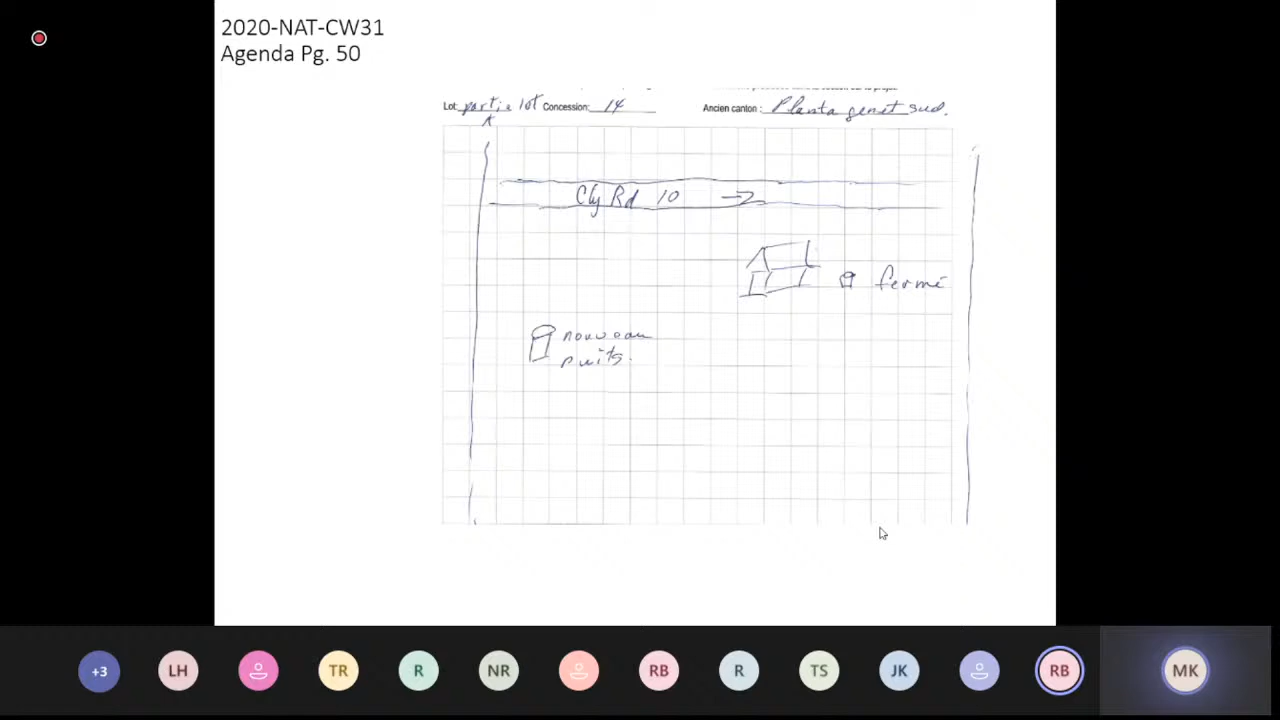 2020-NAT-CW31
Agenda Pg. 50
Lot: partie lot Concession: 14 Ancien canton : Plantagenet sud.
A
Cty Rd 10
fermé
nouveau
puits.
+3 LH TR R NR RB R TS JK RB MK